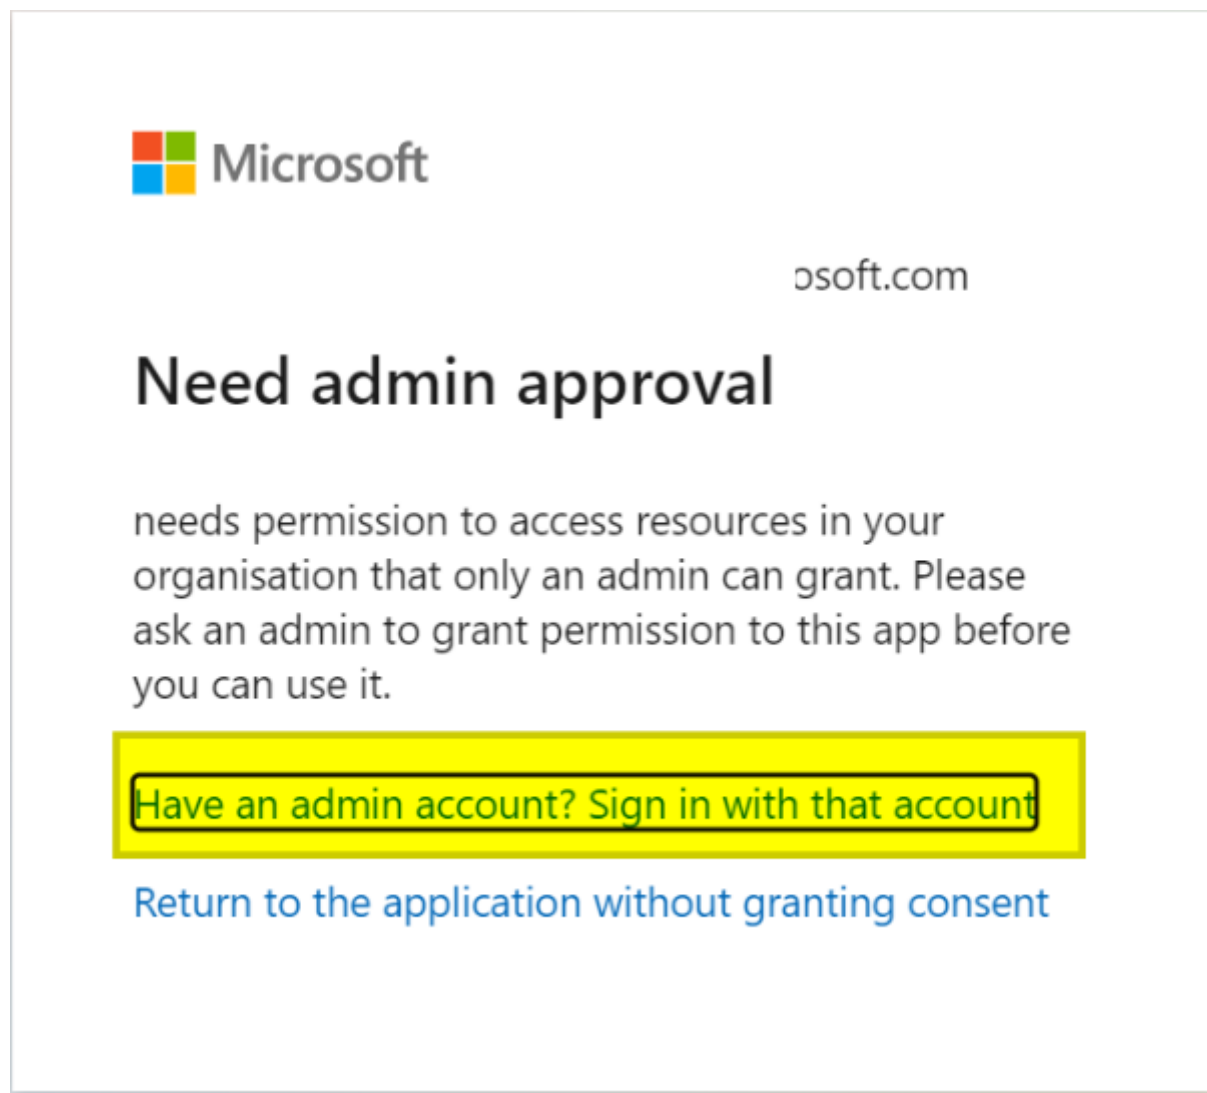 Microsoft
osoft.com
Need admin approval
needs permission to access resources in your
organisation that only an admin can grant. Please
ask an admin to grant permission to this app before
you can use it.
Have an admin account? Sign in with that account
Return to the application without granting consent